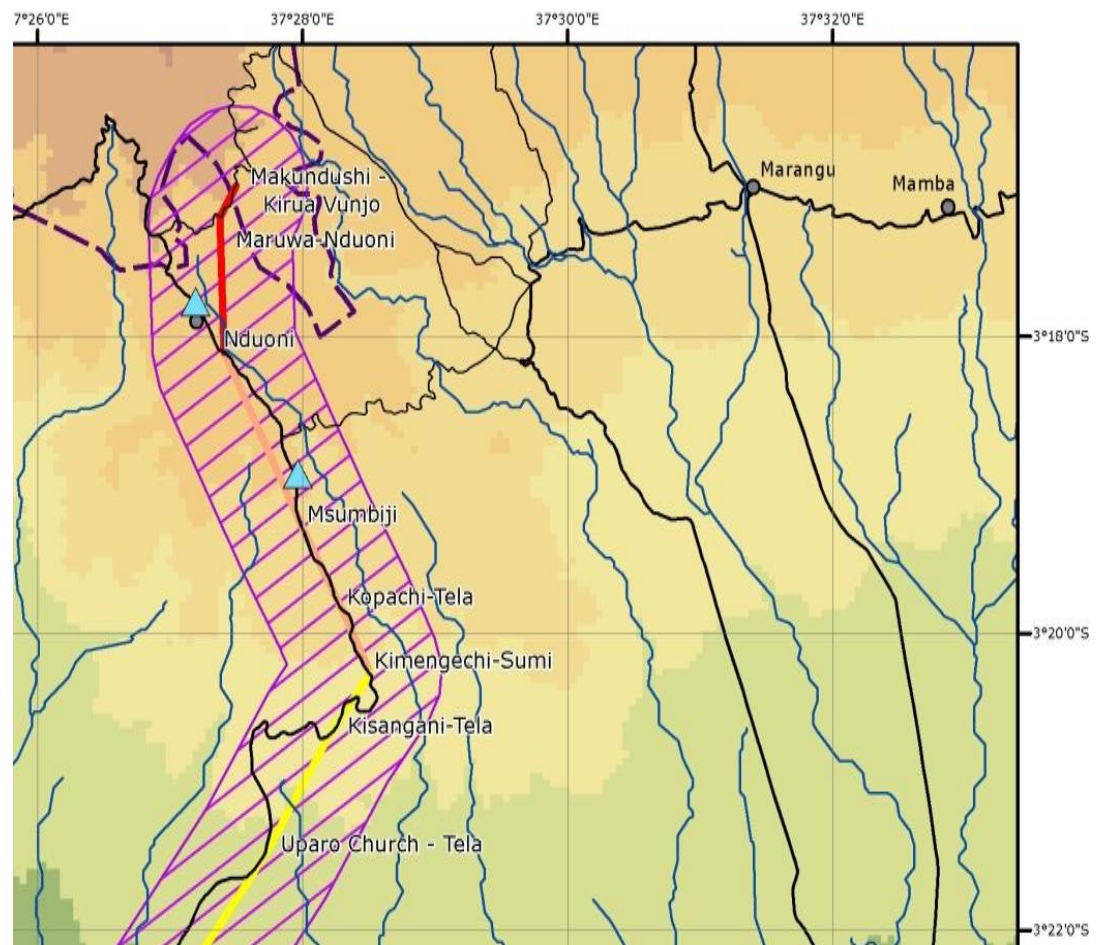 7°26'0"E
37°28'0"E
37°30'0"E
37°32'0"E
Marangu
Makundushi -
Kirua Vunjo
Mamba
Maruwa-Nduoni
Nduoni
3°18'0"S
Msumbiji
Kopachi-Tela
3°20'0"S
Kimengechi-Sumi
Kisangani-Tela
Uparo Church - Tela
3°22'0"S